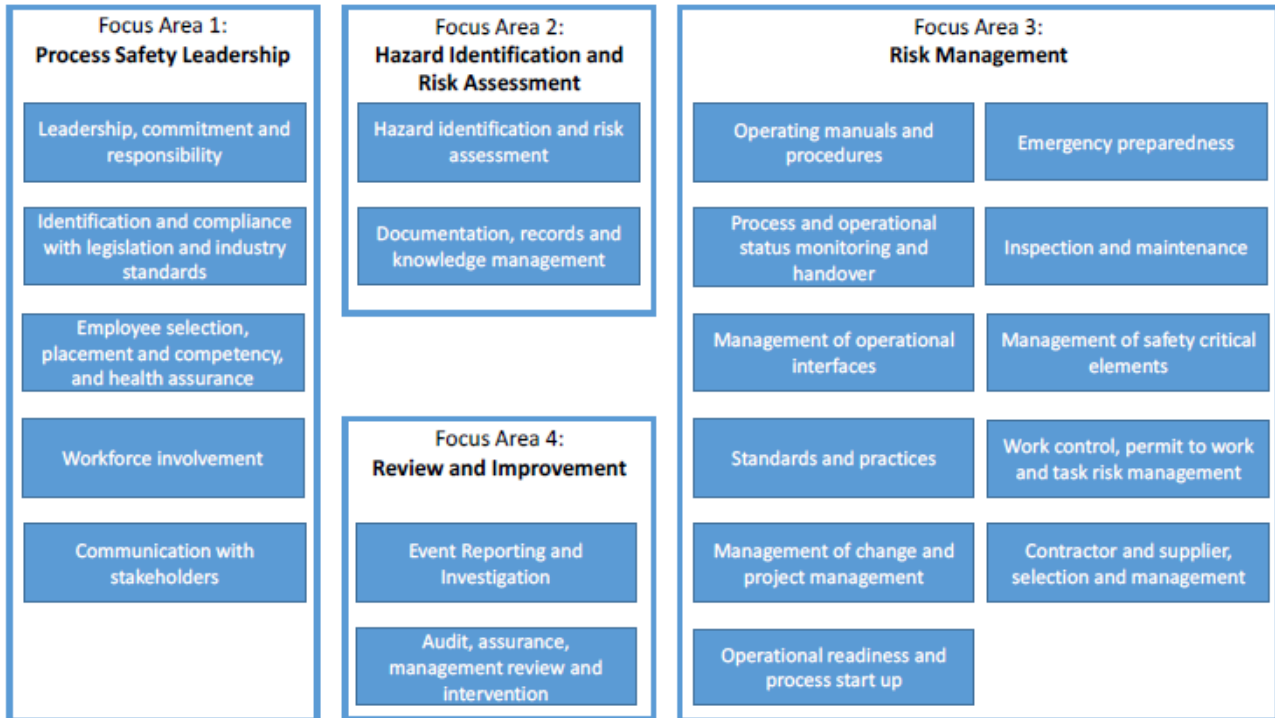 Focus Area 1:
Process Safety Leadership
Leadership, commitment and
responsibility
Identification and compliance
with legislation and industry
standards
Employee selection,
placement and competency,
and health assurance
Workforce involvement
Communication with
stakeholders
Focus Area 2:
Hazard Identification and
Risk Assessment
Hazard identification and risk
assessment
Documentation, records and
knowledge management
Focus Area 4:
Review and Improvement
Event Reporting and
Investigation
Audit, assurance,
management review and
intervention
Focus Area 3:
Risk Management
Operating manuals and
procedures
Process and operational
status monitoring and
handover
Management of operational
interfaces
Standards and practices
Management of change and
project management
Operational readiness and
process start up
Emergency preparedness
Inspection and maintenance
Management of safety critical
elements
Work control, permit to work
and task risk management
Contractor and supplier,
selection and management